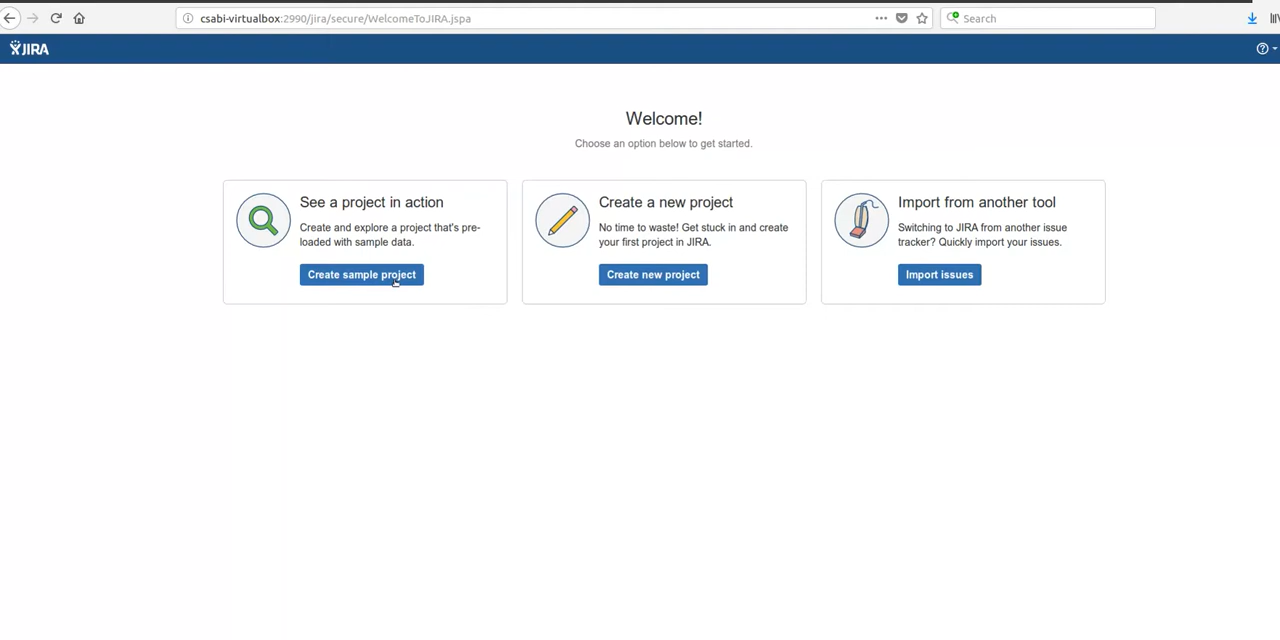 csabi-virtualbox:2990/jira/secure/WelcomeToJIRA.jspa
Search
JIRA
Welcome!
Choose an option below to get started.
See a project in action
Create and explore a project that's pre-
loaded with sample data.
Create sample project
Create a new project
No time to waste! Get stuck in and create
your first project in JIRA.
Create new project
Import from another tool
Switching to JIRA from another issue
tracker? Quickly import your issues.
Import issues